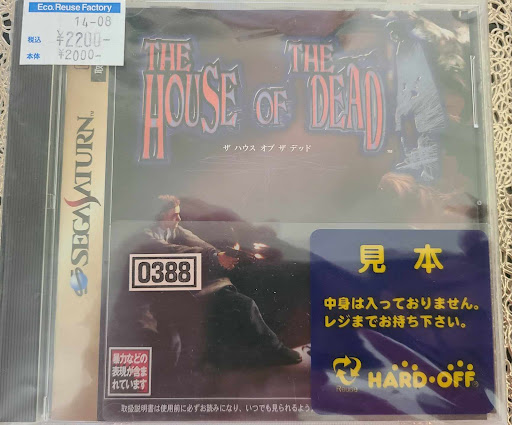 Eco. Reuse Factory
14-08
税込 ¥2200-
本体 ¥2000-
THE HOUSE OF THE DEAD
TM
ザ ハウス オブ ザ デッド
SEGA SATURN™
0388
見本
中身は入っておりません。
レジまでお持ち下さい。
Reuse
HARD・OFF®
暴力などの
表現が含ま
れています
取扱説明書は使用前に必ずお読みになり、いつでも見られるよう